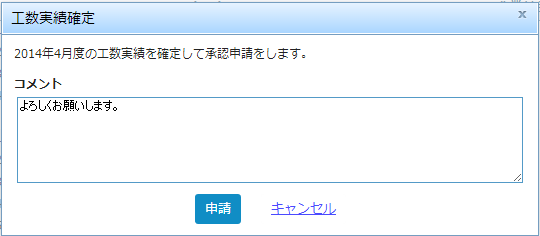 工数実績確定
x
2014年4月度の工数実績を確定して承認申請をします。
コメント
よろしくお願いします。
申請 キャンセル